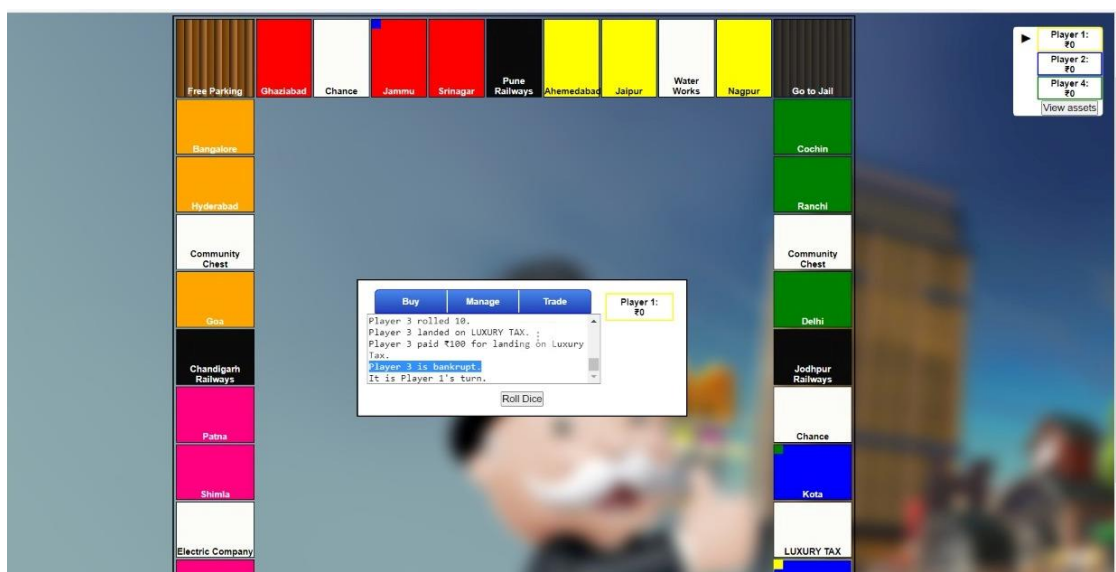 Free Parking
Ghaziabad
Chance
Jammu
Srinagar
Pune
Railways
Ahemedabad
Jaipur
Water
Works
Nagpur
Go to Jail
Player 1:
₹0
Player 2:
₹0
Player 4:
₹0
View assets
Bangalore
Cochin
Hyderabad
Ranchi
Community
Chest
Community
Chest
Goa
Delhi
Buy
Manage
Trade
Player 1:
₹0
Player 3 rolled 10.
Player 3 landed on LUXURY TAX.
Player 3 paid ₹100 for landing on Luxury
Tax.
Player 3 is bankrupt.
It is Player 1's turn.
Roll Dice
Chandigarh
Railways
Jodhpur
Railways
Patna
Chance
Shimla
Kota
Electric Company
LUXURY TAX